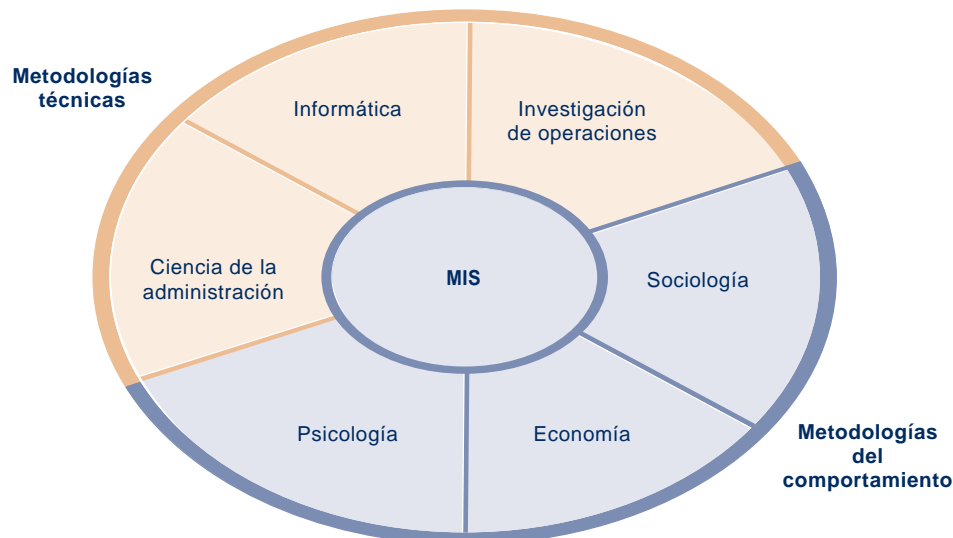 Metodologías
técnicas
Informática
Investigación
de operaciones
Ciencia de la
administración
MIS
Sociología
Psicología
Economía
Metodologías
del
comportamiento